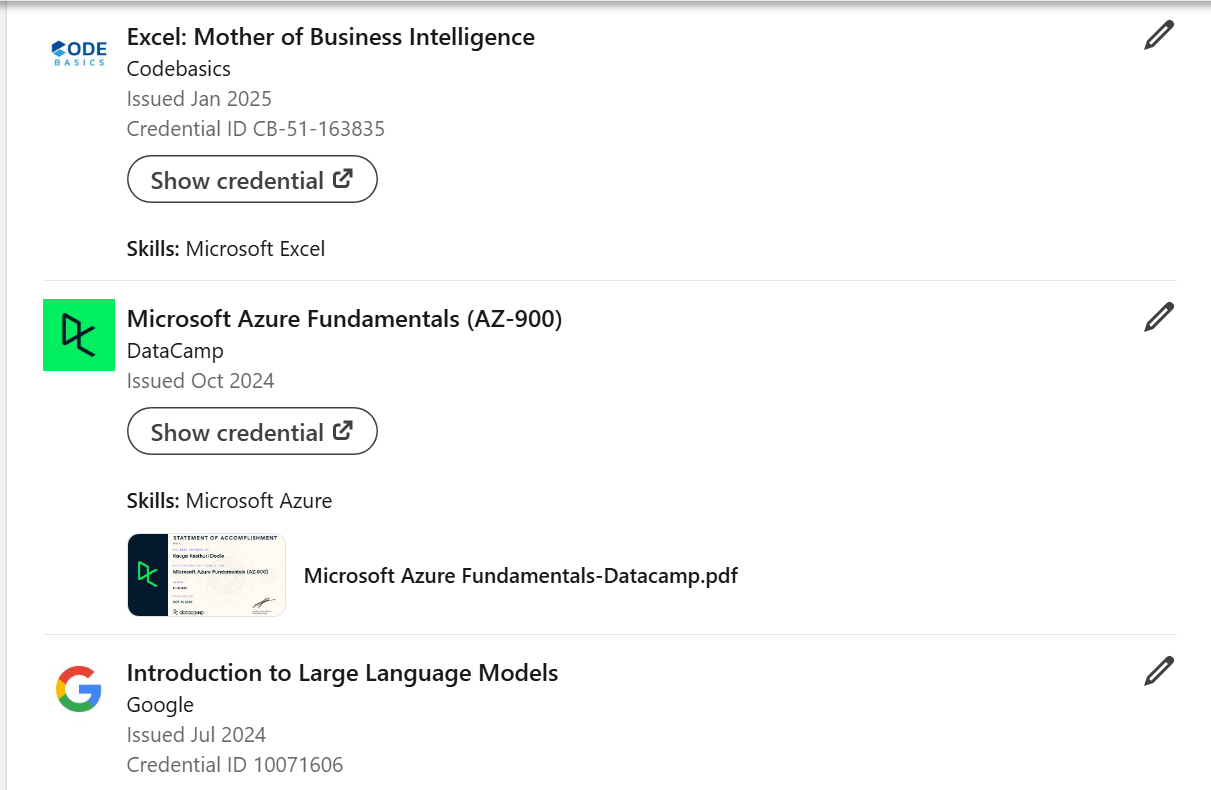 CODE
BASICS
Excel: Mother of Business Intelligence
Codebasics
Issued Jan 2025
Credential ID CB-51-163835
Show credential
Skills: Microsoft Excel
Microsoft Azure Fundamentals (AZ-900)
DataCamp
Issued Oct 2024
Show credential
Skills: Microsoft Azure
STATEMENT OF ACCOMPLISHMENT
Kavya Kasthuri Dodle
Microsoft Azure Fundamentals (AZ-900)
datacamp
Microsoft Azure Fundamentals-Datacamp.pdf
Introduction to Large Language Models
Google
Issued Jul 2024
Credential ID 10071606